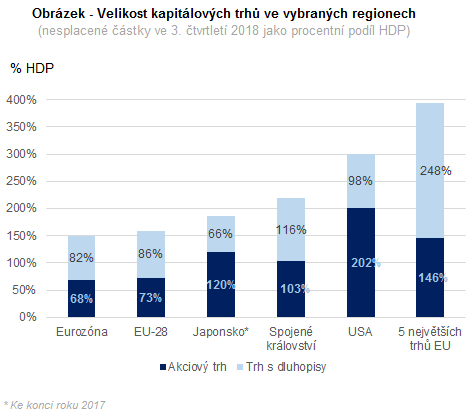 Obrázek - Velikost kapitálových trhů ve vybraných regionech
(nesplacené částky ve 3. čtvrtletí 2018 jako procentní podíl HDP)
% HDP
400%
350%
300%
250%
200%
150%
100%
50%
0%
82%
68%
86%
73%
66%
120%
116%
103%
98%
202%
248%
146%
Eurozóna
EU-28
Japonsko*
Spojené
království
USA
5 největších
trhů EU
Akciový trh
Trh s dluhopisy
* Ke konci roku 2017